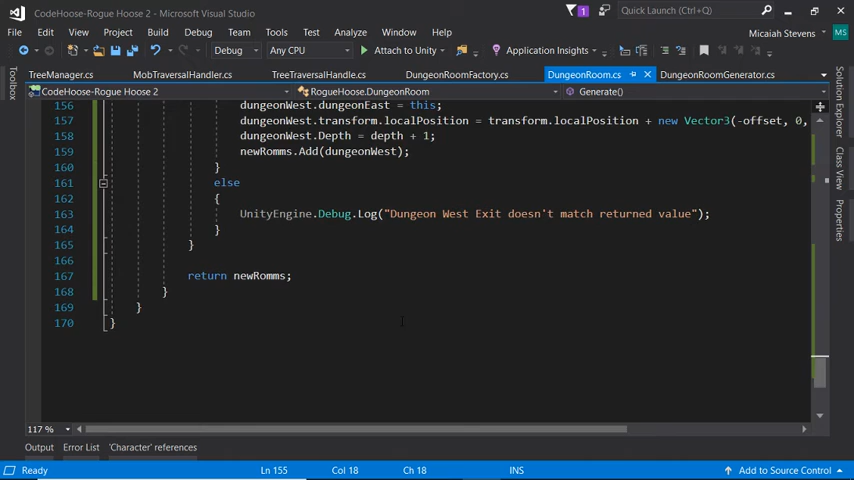 CodeHoose-Rogue Hoose 2 - Microsoft Visual Studio
1
Quick Launch (Ctrl+Q)
File Edit View Project Build Debug Team Tools Test Analyze Window Help
Micaiah Stevens
MS
Debug Any CPU Attach to Unity Application Insights
TreeManager.cs MobTraversalHandler.cs TreeTraversalHandle.cs DungeonRoomFactory.cs DungeonRoom.cs DungeonRoomGenerator.cs
CodeHoose-Rogue Hoose 2 RogueHoose.DungeonRoom Generate()
Toolbox
Solution Explorer
Class View
Properties
156 dungeonWest.dungeonEast = this;
157 dungeonWest.transform.localPosition = transform.localPosition + new Vector3(-offset, 0,
158 dungeonWest.Depth = depth + 1;
159 newRomms.Add(dungeonWest);
160 }
161 else
162 {
163 UnityEngine.Debug.Log("Dungeon West Exit doesn't match returned value");
164 }
165 }
166
167 return newRomms;
168 }
169 }
170 }
117 %
Output Error List 'Character' references
Ready Ln 155 Col 18 Ch 18 INS Add to Source Control